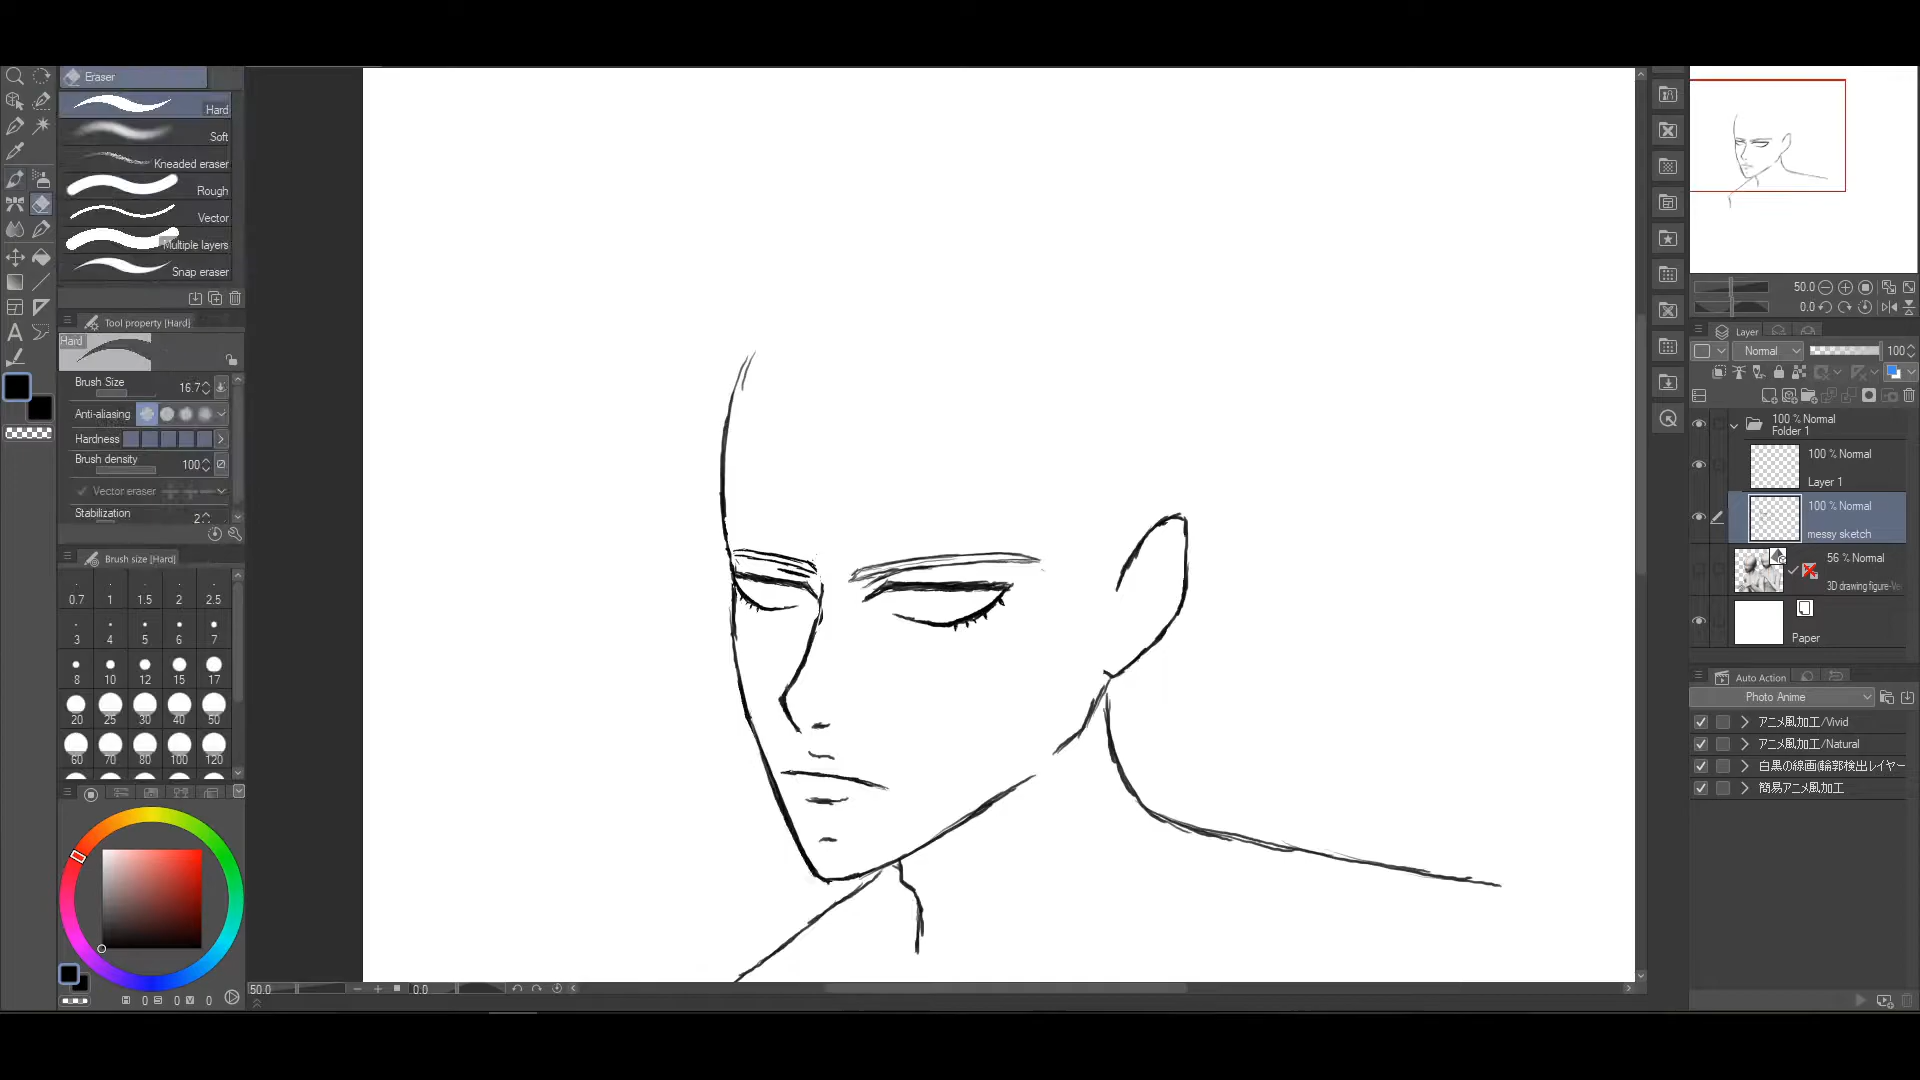 Eraser
Hard
Soft
Kneaded eraser
Rough
Vector
Multiple layers
Snap eraser
Tool property [Hard]
Hard
Brush Size 16.7
Anti-aliasing
Hardness
Brush density 100
Vector eraser
Stabilization 2
Brush size [Hard]
0.7 1 1.5 2 2.5
3 4 5 6 7
8 10 12 15 17
20 25 30 40 50
60 70 80 100 120
H 0 S 0 V 0
50.0 0.0
50.0
0.0
Layer
Normal 100
100 % Normal
Folder 1
100 % Normal
Layer 1
100 % Normal
messy sketch
56 % Normal
3D drawing figure-Ve
Paper
Auto Action
Photo Anime
アニメ風加工/Vivid
アニメ風加工/Natural
白黒の線画(輪郭検出レイヤー
簡易アニメ風加工